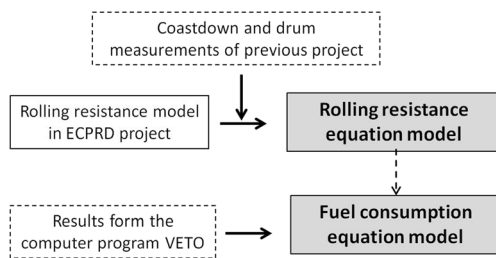 Coastdown and drum
measurements of previous project
Rolling resistance model
in ECPRD project
Rolling resistance
equation model
Results form the
computer program VETO
Fuel consumption
equation model